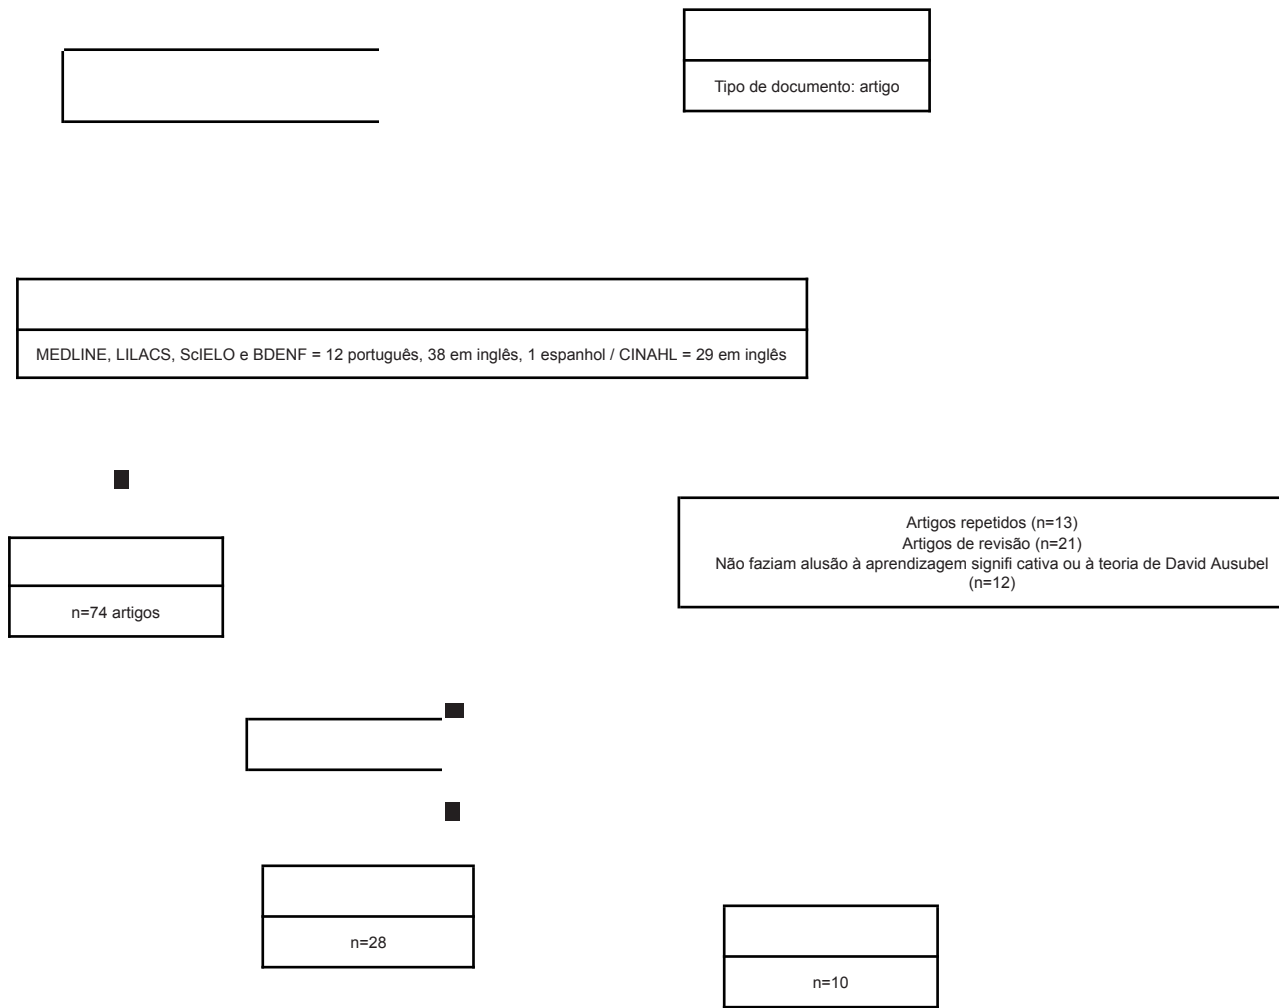 Tipo de documento: artigo
MEDLINE, LILACS, ScIELO e BDENF = 12 português, 38 em inglês, 1 espanhol / CINAHL = 29 em inglês
Artigos repetidos (n=13)
Artigos de revisão (n=21)
Não faziam alusão à aprendizagem signifi cativa ou à teoria de David Ausubel
(n=12)
n=74 artigos
n=28
n=10